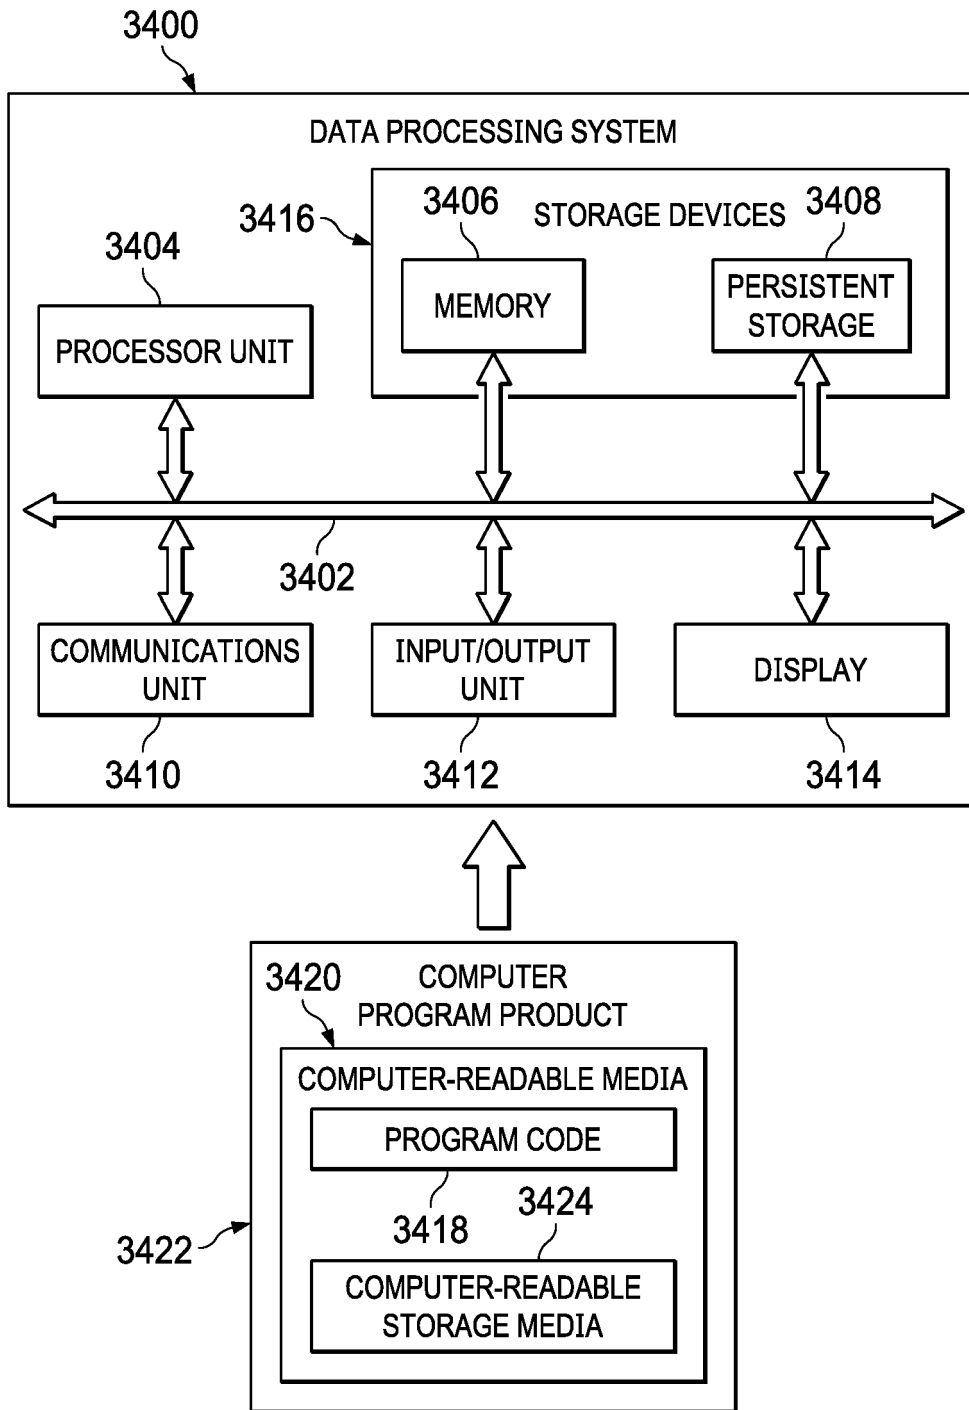 3400
DATA PROCESSING SYSTEM
3416
3406
STORAGE DEVICES
3408
3404
MEMORY
PERSISTENT
STORAGE
PROCESSOR UNIT
3402
COMMUNICATIONS
UNIT
INPUT/OUTPUT
UNIT
DISPLAY
3410
3412
3414
3420
COMPUTER
PROGRAM PRODUCT
COMPUTER-READABLE MEDIA
PROGRAM CODE
3418
3424
3422
COMPUTER-READABLE
STORAGE MEDIA